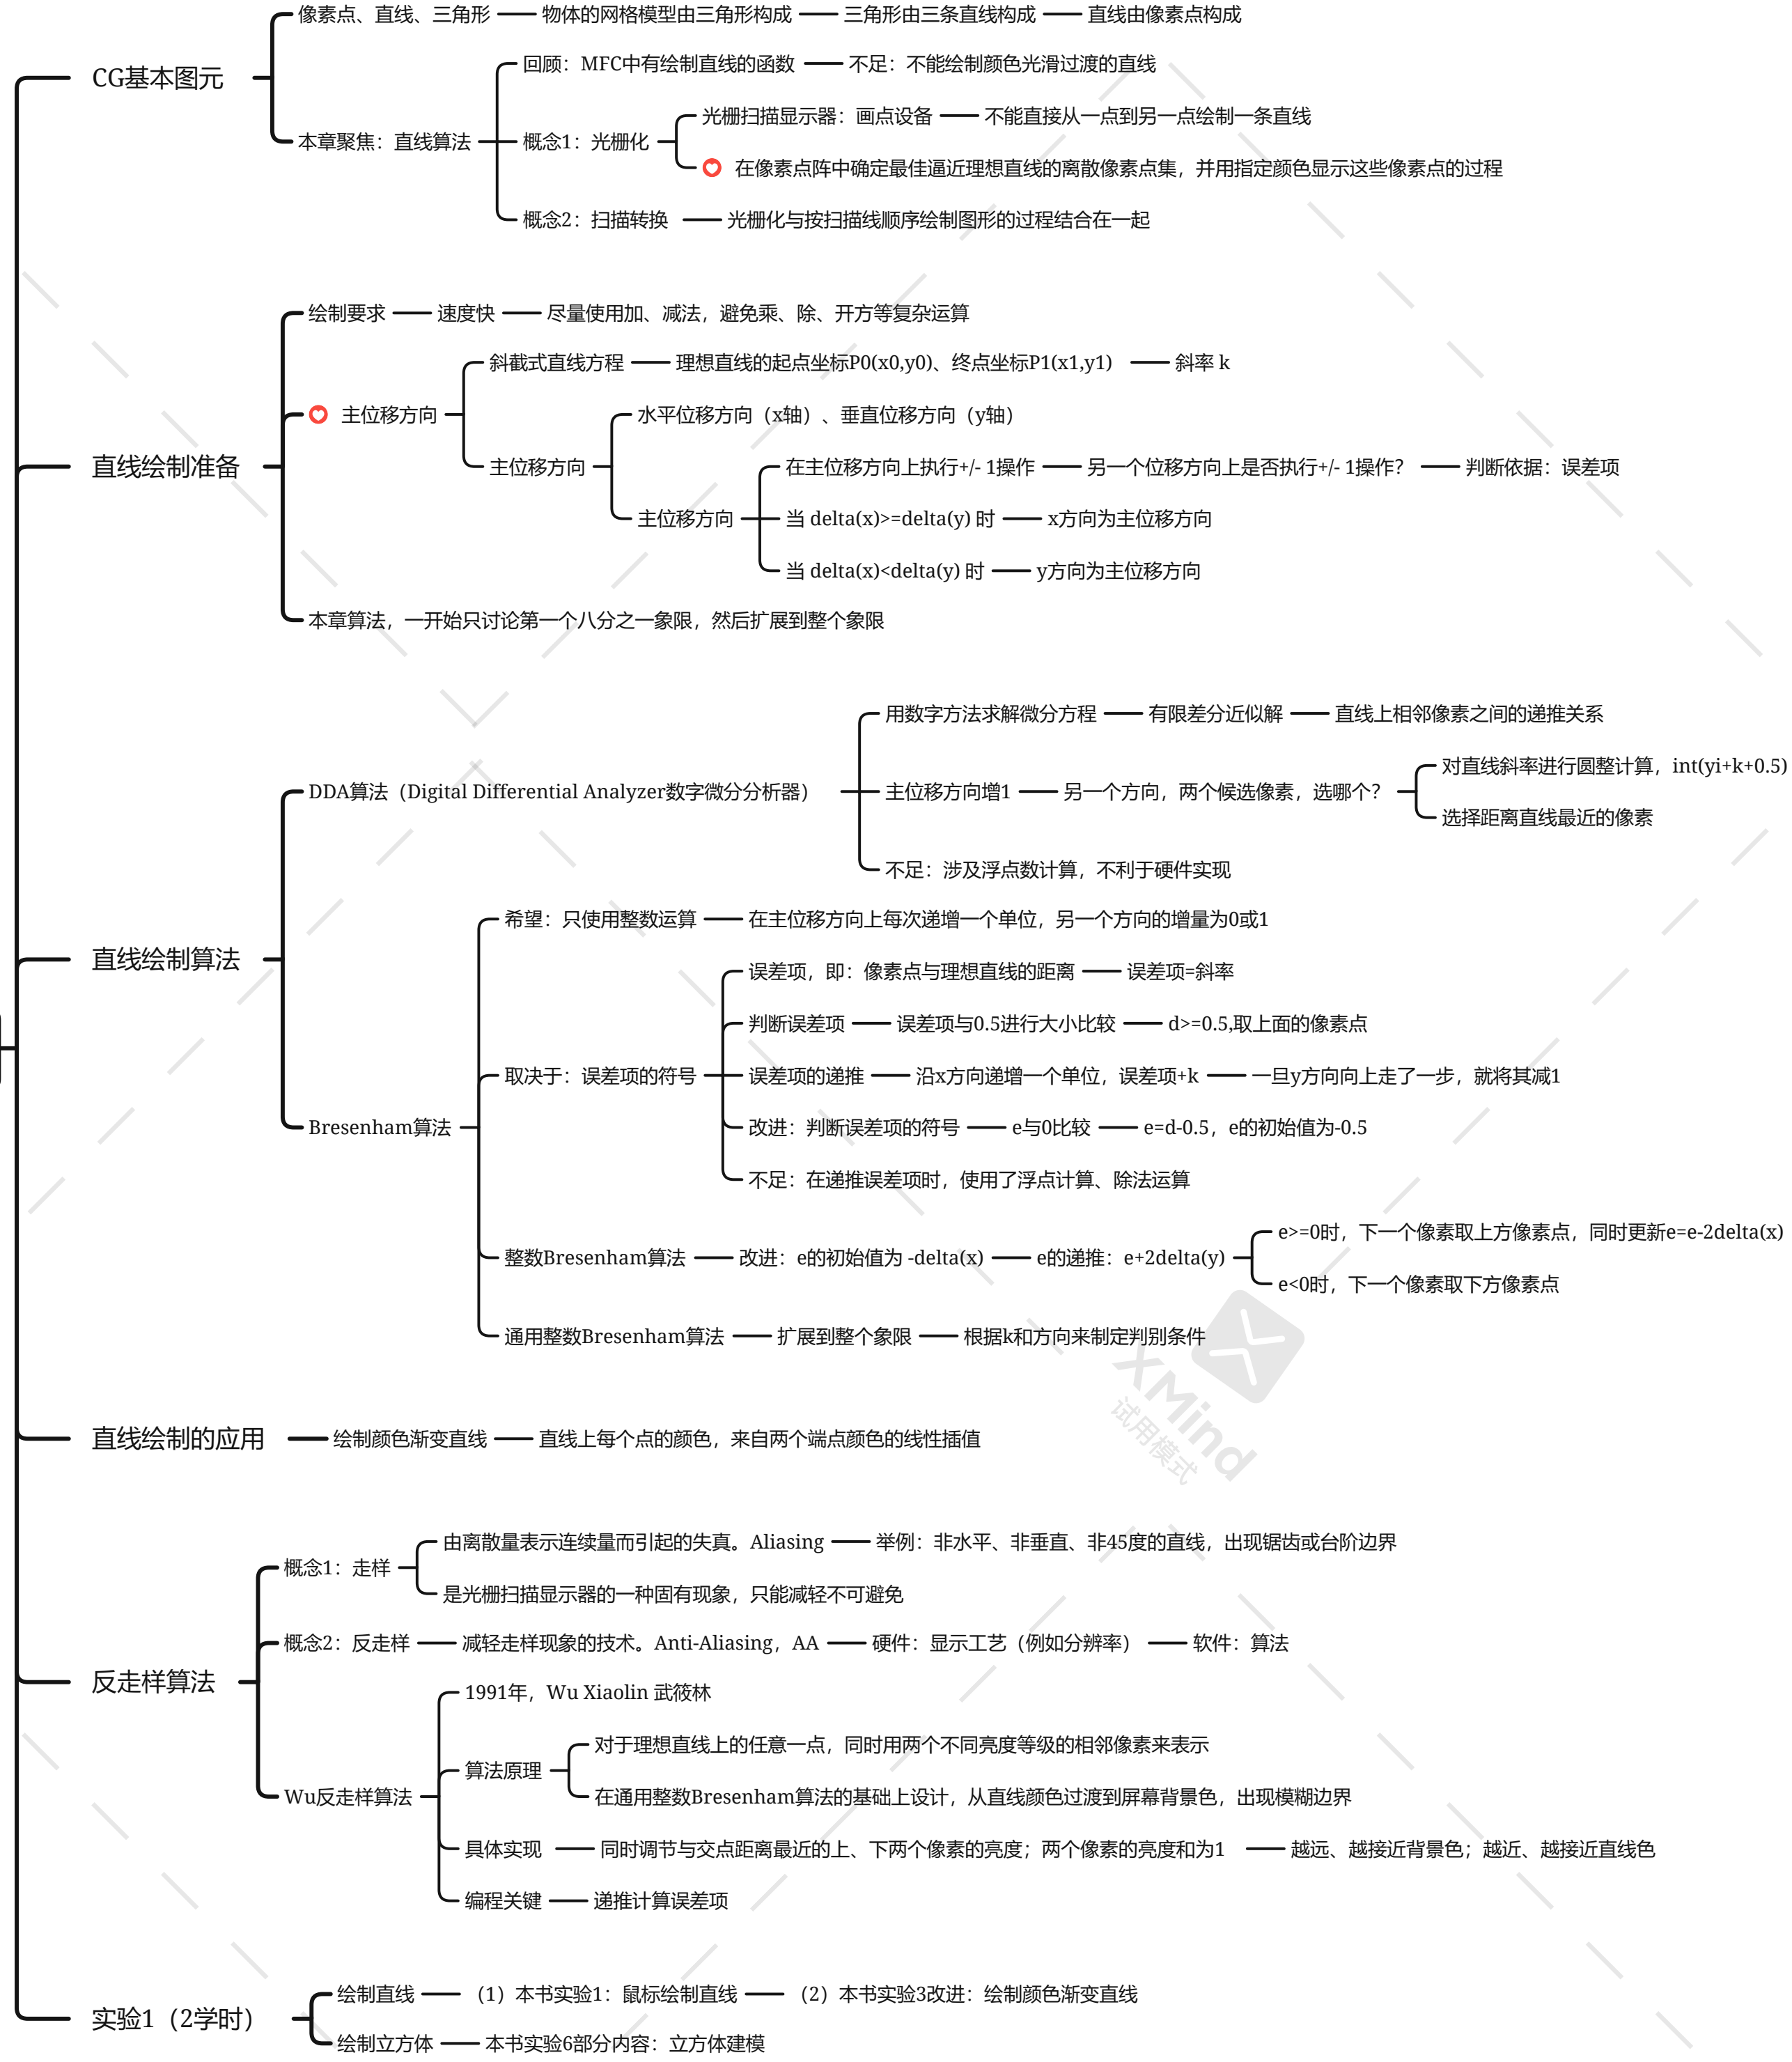 CG基本图元
像素点、直线、三角形
物体的网格模型由三角形构成
三角形由三条直线构成
直线由像素点构成
本章聚焦：直线算法
回顾：MFC中有绘制直线的函数
不足：不能绘制颜色光滑过渡的直线
概念1：光栅化
光栅扫描显示器：画点设备
不能直接从一点到另一点绘制一条直线
在像素点阵中确定最佳逼近理想直线的离散像素点集，并用指定颜色显示这些像素点的过程
概念2：扫描转换
光栅化与按扫描线顺序绘制图形的过程结合在一起
直线绘制准备
绘制要求
速度快
尽量使用加、减法，避免乘、除、开方等复杂运算
主位移方向
斜截式直线方程
理想直线的起点坐标P0(x0,y0)、终点坐标P1(x1,y1)
斜率 k
主位移方向
水平位移方向（x轴）、垂直位移方向（y轴）
主位移方向
在主位移方向上执行+/- 1操作
另一个位移方向上是否执行+/- 1操作？
判断依据：误差项
当 delta(x)>=delta(y) 时
x方向为主位移方向
当 delta(x)<delta(y) 时
y方向为主位移方向
本章算法，一开始只讨论第一个八分之一象限，然后扩展到整个象限
直线绘制算法
DDA算法（Digital Differential Analyzer数字微分分析器）
用数字方法求解微分方程
有限差分近似解
直线上相邻像素之间的递推关系
主位移方向增1
另一个方向，两个候选像素，选哪个？
对直线斜率进行圆整计算，int(yi+k+0.5)
选择距离直线最近的像素
不足：涉及浮点数计算，不利于硬件实现
Bresenham算法
希望：只使用整数运算
在主位移方向上每次递增一个单位，另一个方向的增量为0或1
取决于：误差项的符号
误差项，即：像素点与理想直线的距离
误差项=斜率
判断误差项
误差项与0.5进行大小比较
d>=0.5,取上面的像素点
误差项的递推
沿x方向递增一个单位，误差项+k
一旦y方向向上走了一步，就将其减1
改进：判断误差项的符号
e与0比较
e=d-0.5，e的初始值为-0.5
不足：在递推误差项时，使用了浮点计算、除法运算
整数Bresenham算法
改进：e的初始值为 -delta(x)
e的递推：e+2delta(y)
e>=0时，下一个像素取上方像素点，同时更新e=e-2delta(x)
e<0时，下一个像素取下方像素点
通用整数Bresenham算法
扩展到整个象限
根据k和方向来制定判别条件
XMind
试用模式
直线绘制的应用
绘制颜色渐变直线
直线上每个点的颜色，来自两个端点颜色的线性插值
反走样算法
概念1：走样
由离散量表示连续量而引起的失真。Aliasing
举例：非水平、非垂直、非45度的直线，出现锯齿或台阶边界
是光栅扫描显示器的一种固有现象，只能减轻不可避免
概念2：反走样
减轻走样现象的技术。Anti-Aliasing，AA
硬件：显示工艺（例如分辨率）
软件：算法
Wu反走样算法
1991年，Wu Xiaolin 武筱林
算法原理
对于理想直线上的任意一点，同时用两个不同亮度等级的相邻像素来表示
在通用整数Bresenham算法的基础上设计，从直线颜色过渡到屏幕背景色，出现模糊边界
具体实现
同时调节与交点距离最近的上、下两个像素的亮度；两个像素的亮度和为1
越远、越接近背景色；越近、越接近直线色
编程关键
递推计算误差项
实验1（2学时）
绘制直线
（1）本书实验1：鼠标绘制直线
（2）本书实验3改进：绘制颜色渐变直线
绘制立方体
本书实验6部分内容：立方体建模